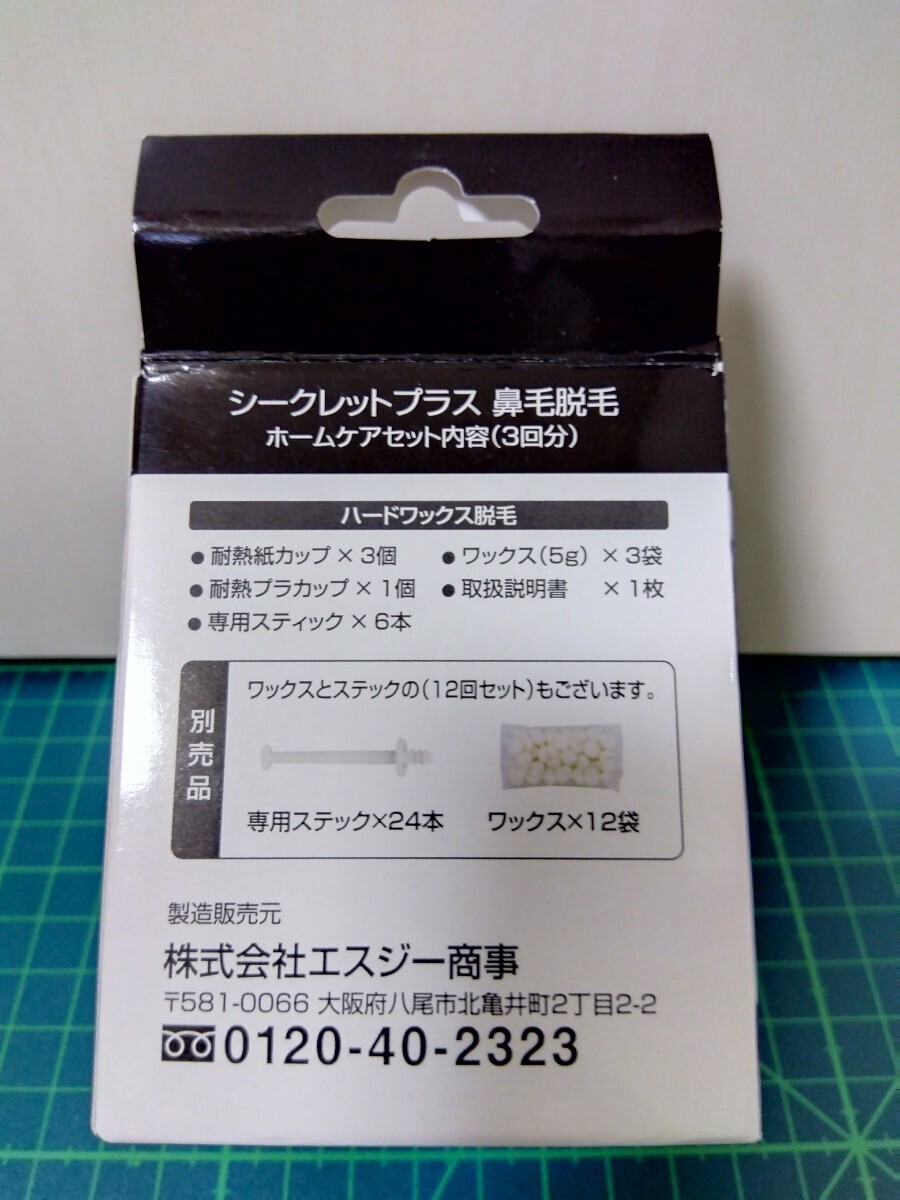 シークレットプラス 鼻毛脱毛
ホームケアセット内容(3回分)
ハードワックス脱毛
●耐熱紙カップ×3個 ●ワックス(5g) ×3袋
●耐熱プラカップ×1個 ●取扱説明書 ×1枚
●専用スティック×6本
別売品
ワックスとステックの(12回セット)もございます。
専用ステック×24本 ワックス×12袋
製造販売元
株式会社エスジー商事
〒581-0066 大阪府八尾市北亀井町2丁目2-2
0120-40-2323